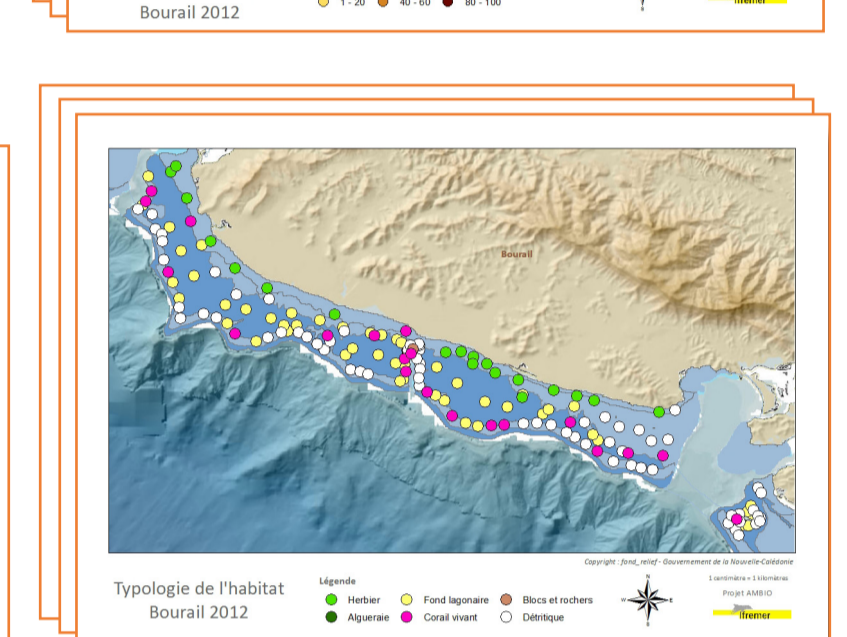 Bourail 2012
1 - 20
40 - 60
80 - 100
Ifremer
Bourail
Copyright : fond_relief - Gouvernement de la Nouvelle-Calédonie
Typologie de l'habitat
Bourail 2012
Légende
Herbier
Fond lagonaire
Blocs et rochers
Algueraie
Corail vivant
Détritique
N
W
E
S
1 centimètre = 1 kilomètres
Projet AMBIO
Ifremer